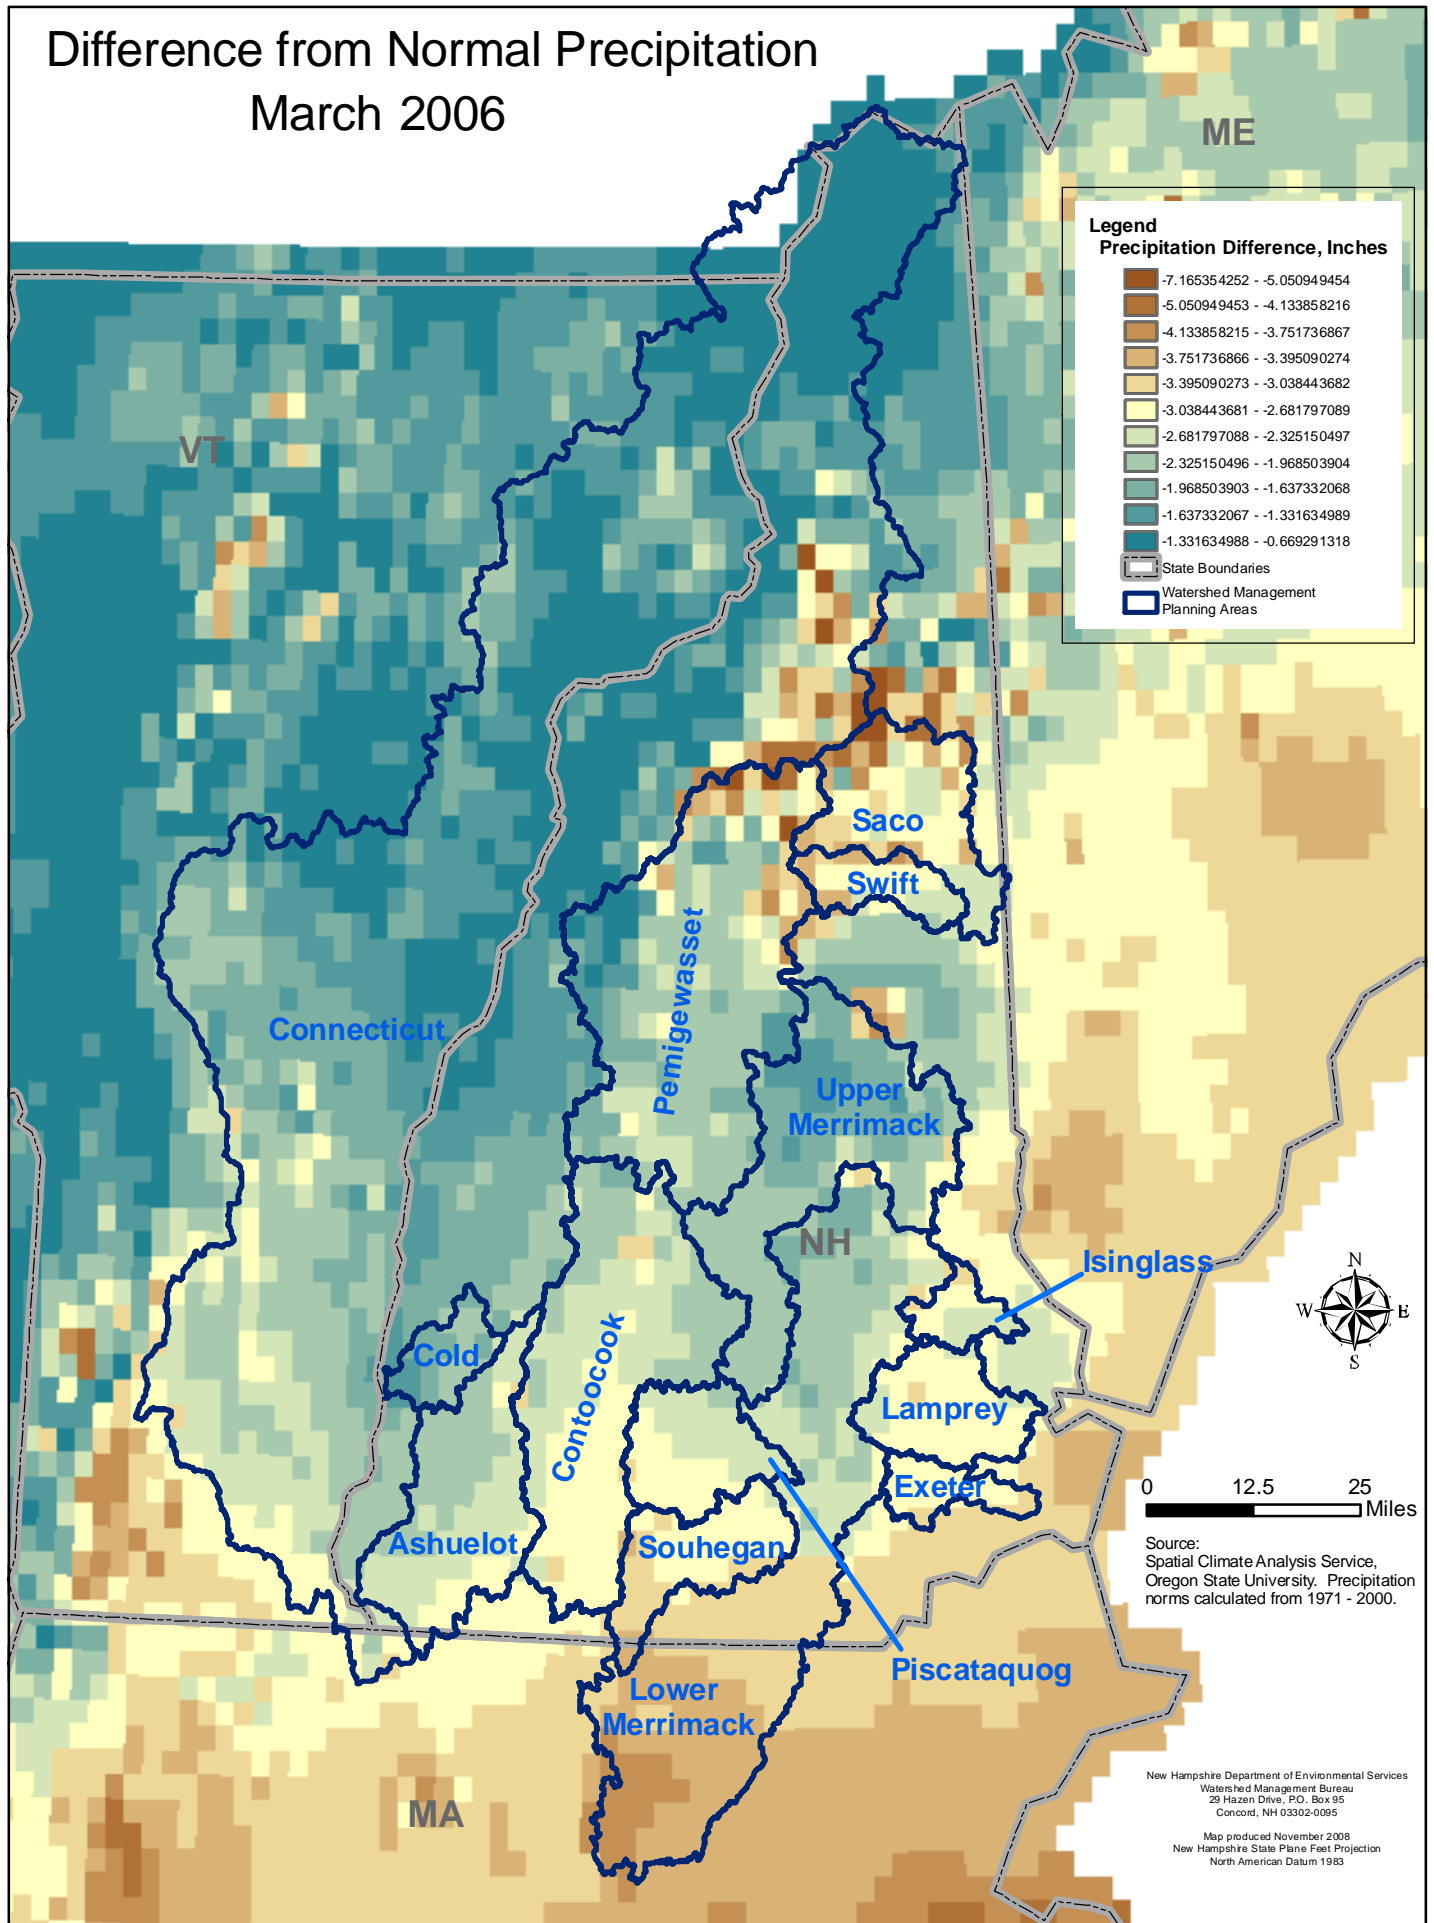 Difference from Normal Precipitation
March 2006
ME
Legend
Precipitation Difference, Inches
-7.165354252 - -5.050949454
-5.050949453 - -4.133858216
-4.133858215 - -3.751736867
-3.751736866 - -3.395090274
-3.395090273 - -3.038443682
-3.038443681 - -2.681797089
-2.681797088 - -2.325150497
-2.325150496 - -1.968503904
-1.968503903 - -1.637332068
-1.637332067 - -1.331634989
-1.331634988 - -0.669291318
State Boundaries
Watershed Management
Planning Areas
VT
Saco
Swift
Pemigewasset
Connecticut
Upper
Merrimack
NH
Isinglass
N
W E
S
Cold
Contoocook
Lamprey
Exeter
0 12.5 25
Miles
Ashuelot
Souhegan
Source:
Spatial Climate Analysis Service,
Oregon State University. Precipitation
norms calculated from 1971 - 2000.
Piscataquog
Lower
Merrimack
MA
New Hampshire Department of Environmental Services
Watershed Management Bureau
29 Hazen Drive, P.O. Box 95
Concord, NH 03302-0095
Map produced November 2008
New Hampshire State Plane Feet Projection
North American Datum 1983